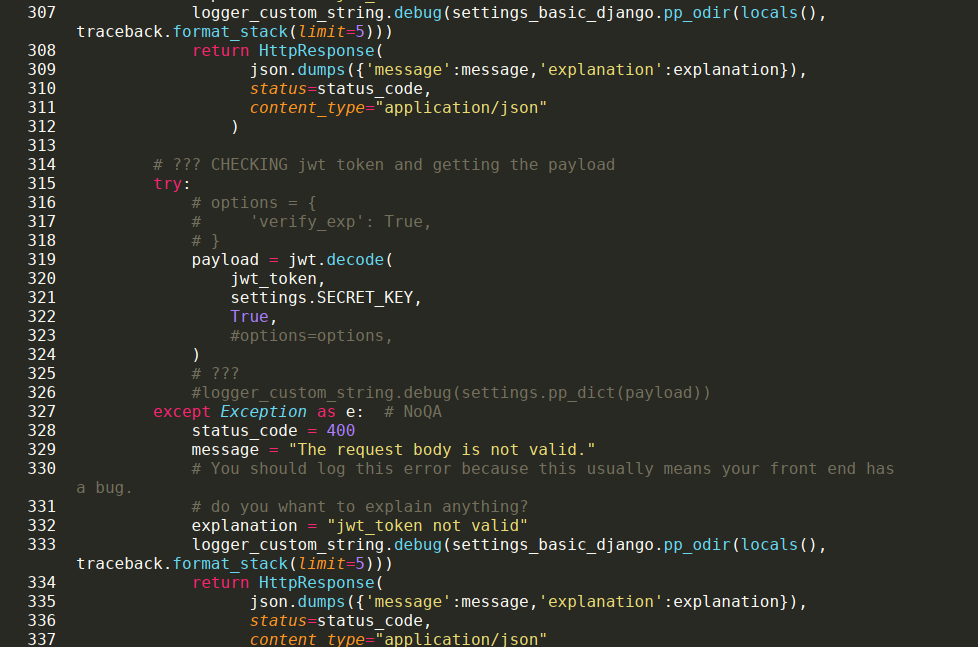 307 logger_custom_string.debug(settings_basic_django.pp_odir(locals(),
traceback.format_stack(limit=5)))
308 return HttpResponse(
309 json.dumps({'message':message,'explanation':explanation}),
310 status=status_code,
311 content_type="application/json"
312 )
313
314 # ??? CHECKING jwt token and getting the payload
315 try:
316 # options = {
317 #     'verify_exp': True,
318 # }
319 payload = jwt.decode(
320 jwt_token,
321 settings.SECRET_KEY,
322 True,
323 #options=options,
324 )
325 # ???
326 #logger_custom_string.debug(settings.pp_dict(payload))
327 except Exception as e:  # NoQA
328 status_code = 400
329 message = "The request body is not valid."
330 # You should log this error because this usually means your front end has
a bug.
331 # do you whant to explain anything?
332 explanation = "jwt_token not valid"
333 logger_custom_string.debug(settings_basic_django.pp_odir(locals(),
traceback.format_stack(limit=5)))
334 return HttpResponse(
335 json.dumps({'message':message,'explanation':explanation}),
336 status=status_code,
337 content_type="application/json"